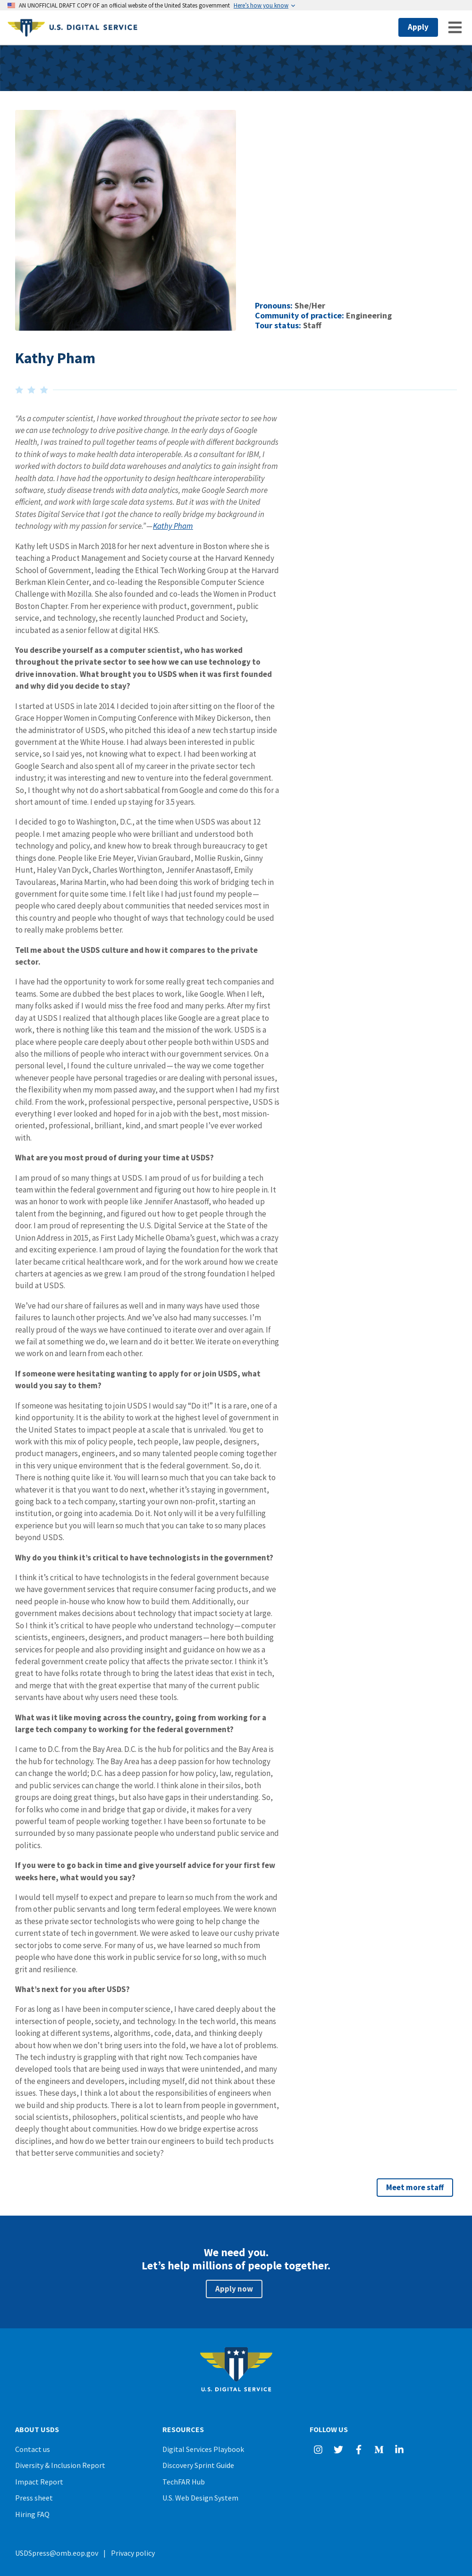 AN UNOFFICIAL DRAFT COPY OF an official website of the United States government Here's how you know
U.S. DIGITAL SERVICE
Apply
Pronouns: She/Her
Community of practice: Engineering
Tour status: Staff
Kathy Pham
"As a computer scientist, I have worked throughout the private sector to see how
we can use technology to drive positive change. In the early days of Google
Health, I was trained to pull together teams of people with different backgrounds
to think of ways to make health data interoperable. As a consultant for IBM, I
worked with doctors to build data warehouses and analytics to gain insight from
health data. I have had the opportunity to design healthcare interoperability
software, study disease trends with data analytics, make Google Search more
efficient, and work with large scale data systems. But it was with the United
States Digital Service that I got the chance to really bridge my background in
technology with my passion for service." — Kathy Pham
Kathy left USDS in March 2018 for her next adventure in Boston where she is
teaching a Product Management and Society course at the Harvard Kennedy
School of Government, leading the Ethical Tech Working Group at the Harvard
Berkman Klein Center, and co-leading the Responsible Computer Science
Challenge with Mozilla. She also founded and co-leads the Women in Product
Boston Chapter. From her experience with product, government, public
service, and technology, she recently launched Product and Society,
incubated as a senior fellow at digital HKS.
You describe yourself as a computer scientist, who has worked
throughout the private sector to see how we can use technology to
drive innovation. What brought you to USDS when it was first founded
and why did you decide to stay?
I started at USDS in late 2014. I decided to join after sitting on the floor of the
Grace Hopper Women in Computing Conference with Mikey Dickerson, then
the administrator of USDS, who pitched this idea of a new tech startup inside
government at the White House. I had always been interested in public
service, so I said yes, not knowing what to expect. I had been working at
Google Search and also spent all of my career in the private sector tech
industry; it was interesting and new to venture into the federal government.
So, I thought why not do a short sabbatical from Google and come do this for a
short amount of time. I ended up staying for 3.5 years.
I decided to go to Washington, D.C., at the time when USDS was about 12
people. I met amazing people who were brilliant and understood both
technology and policy, and knew how to break through bureaucracy to get
things done. People like Erie Meyer, Vivian Graubard, Mollie Ruskin, Ginny
Hunt, Haley Van Dyck, Charles Worthington, Jennifer Anastasoff, Emily
Tavoulareas, Marina Martin, who had been doing this work of bridging tech in
government for quite some time. I felt like I had just found my people —
people who cared deeply about communities that needed services most in
this country and people who thought of ways that technology could be used
to really make problems better.
Tell me about the USDS culture and how it compares to the private
sector.
I have had the opportunity to work for some really great tech companies and
teams. Some are dubbed the best places to work, like Google. When I left,
many folks asked if I would miss the free food and many perks. After my first
day at USDS I realized that although places like Google are a great place to
work, there is nothing like this team and the mission of the work. USDS is a
place where people care deeply about other people both within USDS and
also the millions of people who interact with our government services. On a
personal level, I found the culture unrivaled — the way we come together
whenever people have personal tragedies or are dealing with personal issues,
the flexibility when my mom passed away, and the support when I had my first
child. From the work, professional perspective, personal perspective, USDS is
everything I ever looked and hoped for in a job with the best, most mission-
oriented, professional, brilliant, kind, and smart people I've ever worked
with.
What are you most proud of during your time at USDS?
I am proud of so many things at USDS. I am proud of us for building a tech
team within the federal government and figuring out how to hire people in. It
was an honor to work with people like Jennifer Anastasoff, who headed up
talent from the beginning, and figured out how to get people through the
door. I am proud of representing the U.S. Digital Service at the State of the
Union Address in 2015, as First Lady Michelle Obama's guest, which was a crazy
and exciting experience. I am proud of laying the foundation for the work that
later became critical healthcare work, and for the work around how we create
charters at agencies as we grew. I am proud of the strong foundation I helped
build at USDS.
We've had our share of failures as well and in many ways have used those
failures to launch other projects. And we've also had many successes. I'm
really proud of the ways we have continued to iterate over and over again. If
we fail at something we do, we learn and do it better. We iterate on everything
we work on and learn from each other.
If someone were hesitating wanting to apply for or join USDS, what
would you say to them?
If someone was hesitating to join USDS I would say "Do it!" It is a rare, one of a
kind opportunity. It is the ability to work at the highest level of government in
the United States to impact people at a scale that is unrivaled. You get to
work with this mix of policy people, tech people, law people, designers,
product managers, engineers, and so many talented people coming together
in this very unique environment that is the federal government. So, do it.
There is nothing quite like it. You will learn so much that you can take back to
whatever it is that you want to do next, whether it's staying in government,
going back to a tech company, starting your own non-profit, starting an
institution, or going into academia. Do it. Not only will it be a very fulfilling
experience but you will learn so much that you can take to so many places
beyond USDS.
Why do you think it's critical to have technologists in the government?
I think it's critical to have technologists in the federal government because
we have government services that require consumer facing products, and we
need people in-house who know how to build them. Additionally, our
government makes decisions about technology that impact society at large.
So I think it's critical to have people who understand technology — computer
scientists, engineers, designers, and product managers — here both building
services for people and also providing insight and guidance on how we as a
federal government create policy that affects the private sector. I think it's
great to have folks rotate through to bring the latest ideas that exist in tech,
and merge that with the great expertise that many of the current public
servants have about why users need these tools.
What was it like moving across the country, going from working for a
large tech company to working for the federal government?
I came to D.C. from the Bay Area. D.C. is the hub for politics and the Bay Area is
the hub for technology. The Bay Area has a deep passion for how technology
can change the world; D.C. has a deep passion for how policy, law, regulation,
and public services can change the world. I think alone in their silos, both
groups are doing great things, but also have gaps in their understanding. So,
for folks who come in and bridge that gap or divide, it makes for a very
powerful team of people working together. I have been so fortunate to be
surrounded by so many passionate people who understand public service and
politics.
If you were to go back in time and give yourself advice for your first few
weeks here, what would you say?
I would tell myself to expect and prepare to learn so much from the work and
from other public servants and long term federal employees. We were known
as these private sector technologists who were going to help change the
current state of tech in government. We were asked to leave our cushy private
sector jobs to come serve. For many of us, we have learned so much from
people who have done this work in public service for so long, with so much
grit and resilience.
What's next for you after USDS?
For as long as I have been in computer science, I have cared deeply about the
intersection of people, society, and technology. In the tech world, this means
looking at different systems, algorithms, code, data, and thinking deeply
about how when we don't bring users into the fold, we have a lot of problems.
The tech industry is grappling with that right now. Tech companies have
developed tools that are being used in ways that were unintended, and many
of the engineers and developers, including myself, did not think about these
issues. These days, I think a lot about the responsibilities of engineers when
we build and ship products. There is a lot to learn from people in government,
social scientists, philosophers, political scientists, and people who have
deeply thought about communities. How do we bridge expertise across
disciplines, and how do we better train our engineers to build tech products
that better serve communities and society?
Meet more staff
We need you.
Let's help millions of people together.
Apply now
U.S. DIGITAL SERVICE
ABOUT USDS
Contact us
Diversity & Inclusion Report
Impact Report
Press sheet
Hiring FAQ
RESOURCES
Digital Services Playbook
Discovery Sprint Guide
TechFAR Hub
U.S. Web Design System
FOLLOW US
USDSpress@omb.eop.gov | Privacy policy